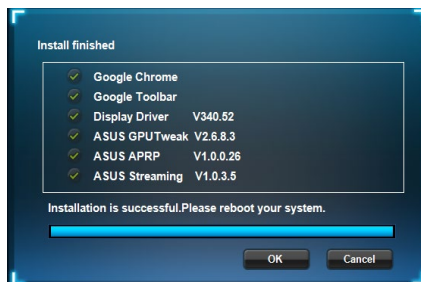 Install finished
Google Chrome
Google Toolbar
Display Driver V340.52
ASUS GPUTweak V2.6.8.3
ASUS APRP V1.0.0.26
ASUS Streaming V1.0.3.5
Installation is successful.Please reboot your system.
OK Cancel